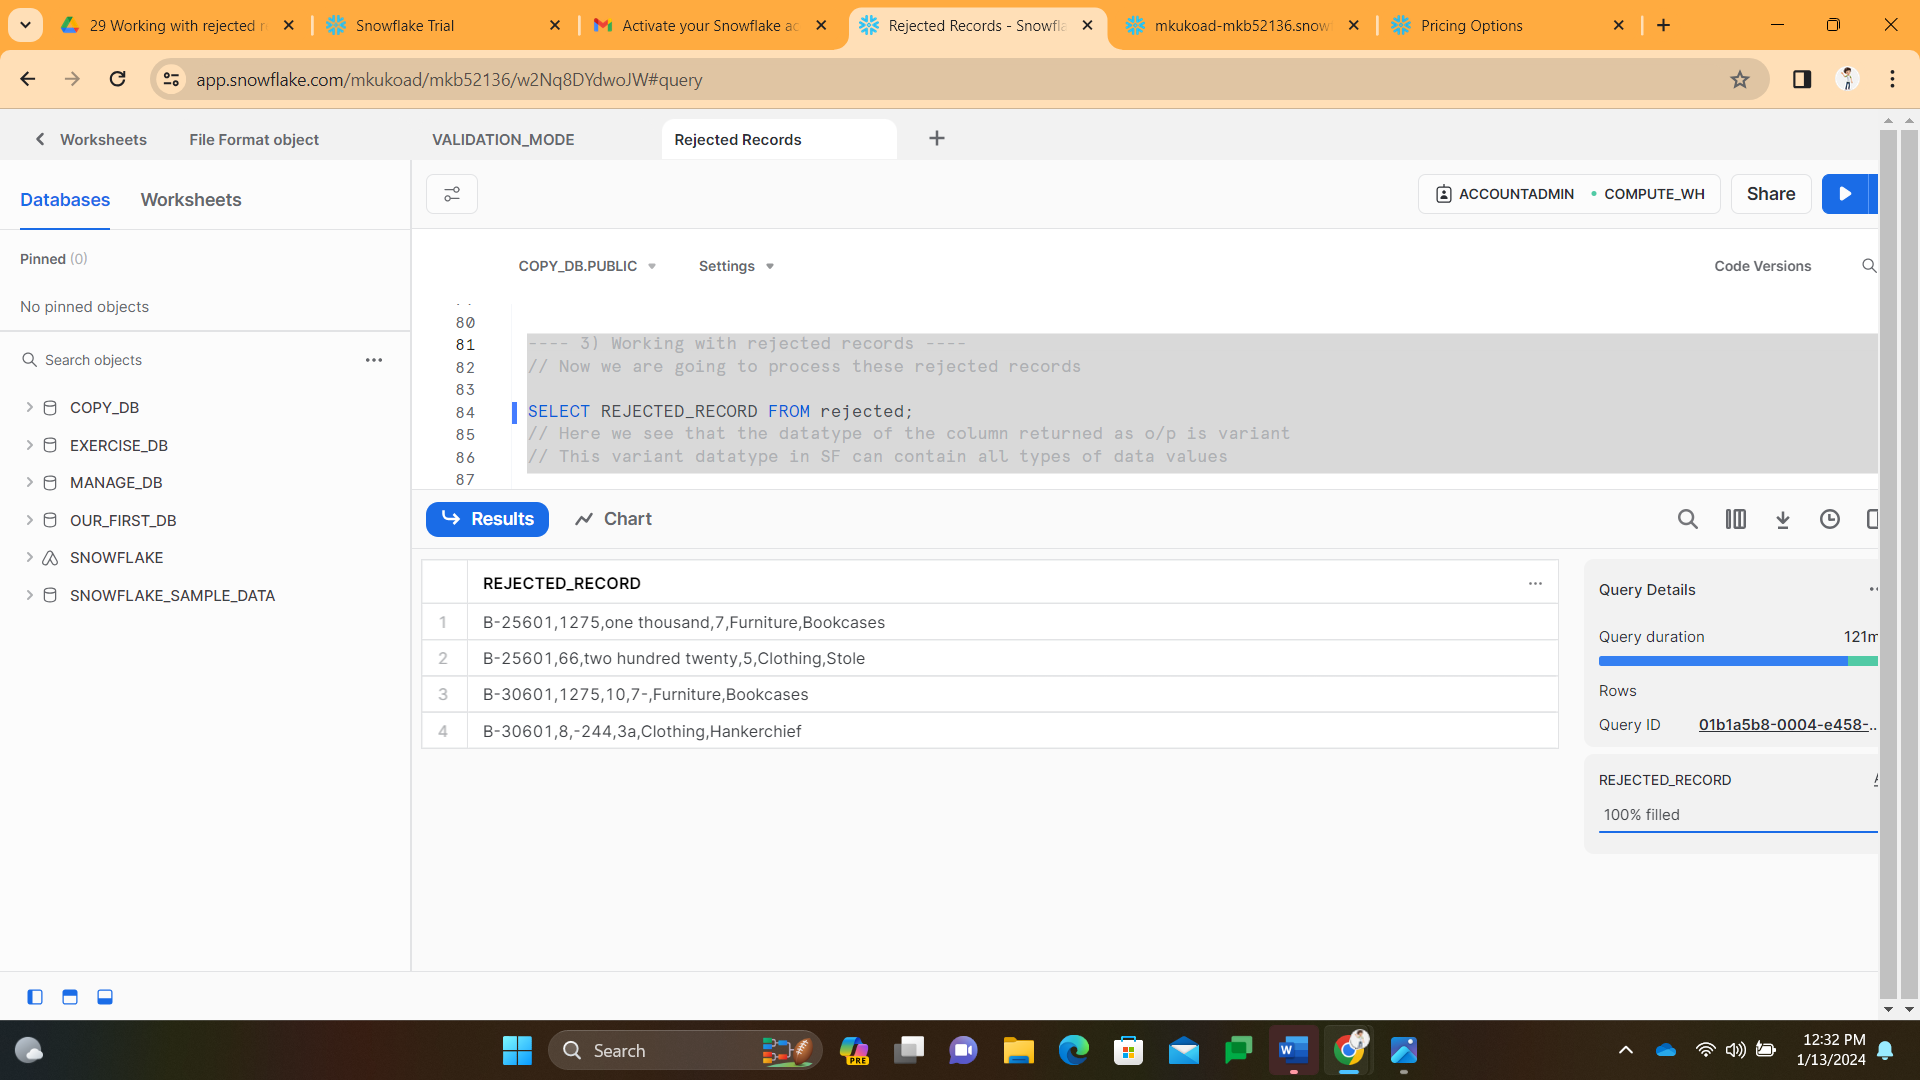 29 Working with rejected r
Snowflake Trial
Activate your Snowflake ac
Rejected Records - Snowfla
mkukoad-mkb52136.snowf
Pricing Options
app.snowflake.com/mkukoad/mkb52136/w2Nq8DYdwoJW#query
Worksheets
File Format object
VALIDATION_MODE
Rejected Records
Databases
Worksheets
ACCOUNTADMIN
COMPUTE_WH
Share
Pinned (0)
No pinned objects
COPY_DB.PUBLIC
Settings
Code Versions
Search objects
COPY_DB
EXERCISE_DB
MANAGE_DB
OUR_FIRST_DB
SNOWFLAKE
SNOWFLAKE_SAMPLE_DATA
80
81 ---- 3) Working with rejected records ----
82 // Now we are going to process these rejected records
83
84 SELECT REJECTED_RECORD FROM rejected;
85 // Here we see that the datatype of the column returned as o/p is variant
86 // This variant datatype in SF can contain all types of data values
87
Results
Chart
REJECTED_RECORD
1 B-25601,1275,one thousand,7,Furniture,Bookcases
2 B-25601,66,two hundred twenty,5,Clothing,Stole
3 B-30601,1275,10,7-,Furniture,Bookcases
4 B-30601,8,-244,3a,Clothing,Hankerchief
Query Details
Query duration 121m
Rows
Query ID 01b1a5b8-0004-e458-...
REJECTED_RECORD
100% filled
Search
PRE
12:32 PM
1/13/2024